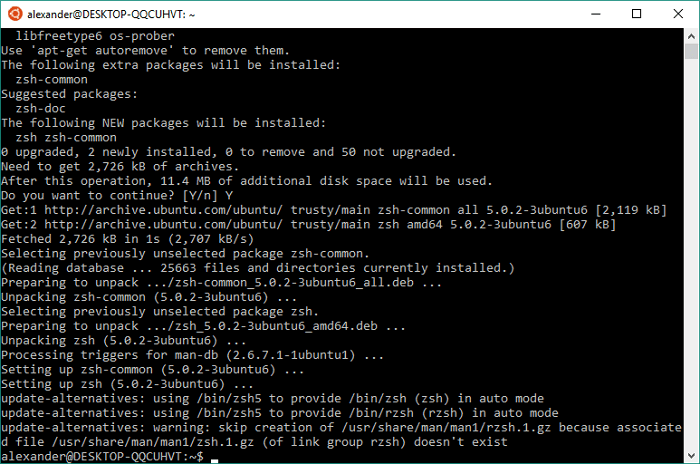 alexander@DESKTOP-QQCUHVT: ~
libfreetype6 os-prober
Use 'apt-get autoremove' to remove them.
The following extra packages will be installed:
zsh-common
Suggested packages:
zsh-doc
The following NEW packages will be installed:
zsh zsh-common
0 upgraded, 2 newly installed, 0 to remove and 50 not upgraded.
Need to get 2,726 kB of archives.
After this operation, 11.4 MB of additional disk space will be used.
Do you want to continue? [Y/n] Y
Get:1 http://archive.ubuntu.com/ubuntu/ trusty/main zsh-common all 5.0.2-3ubuntu6 [2,119 kB]
Get:2 http://archive.ubuntu.com/ubuntu/ trusty/main zsh amd64 5.0.2-3ubuntu6 [607 kB]
Fetched 2,726 kB in 1s (2,707 kB/s)
Selecting previously unselected package zsh-common.
(Reading database ... 25663 files and directories currently installed.)
Preparing to unpack .../zsh-common_5.0.2-3ubuntu6_all.deb ...
Unpacking zsh-common (5.0.2-3ubuntu6) ...
Selecting previously unselected package zsh.
Preparing to unpack .../zsh_5.0.2-3ubuntu6_amd64.deb ...
Unpacking zsh (5.0.2-3ubuntu6) ...
Processing triggers for man-db (2.6.7.1-1ubuntu1) ...
Setting up zsh-common (5.0.2-3ubuntu6) ...
Setting up zsh (5.0.2-3ubuntu6) ...
update-alternatives: using /bin/zsh5 to provide /bin/zsh (zsh) in auto mode
update-alternatives: using /bin/zsh5 to provide /bin/rzsh (rzsh) in auto mode
update-alternatives: warning: skip creation of /usr/share/man/man1/rzsh.1.gz because associate
d file /usr/share/man/man1/zsh.1.gz (of link group rzsh) doesn't exist
alexander@DESKTOP-QQCUHVT:~$